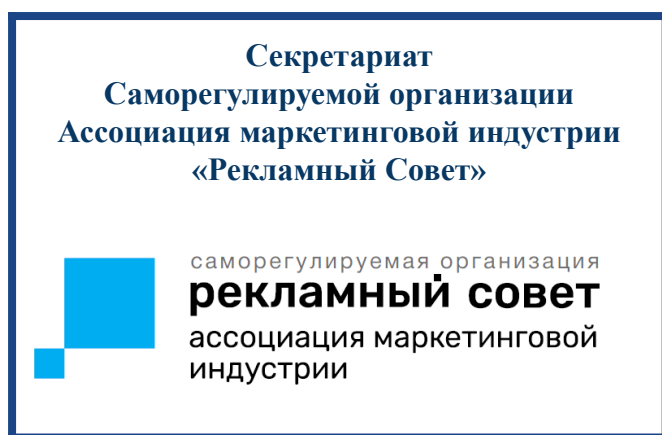 Секретариат
Саморегулируемой организации
Ассоциация маркетинговой индустрии
«Рекламный Совет»
саморегулируемая организация
рекламный совет
ассоциация маркетинговой
индустрии